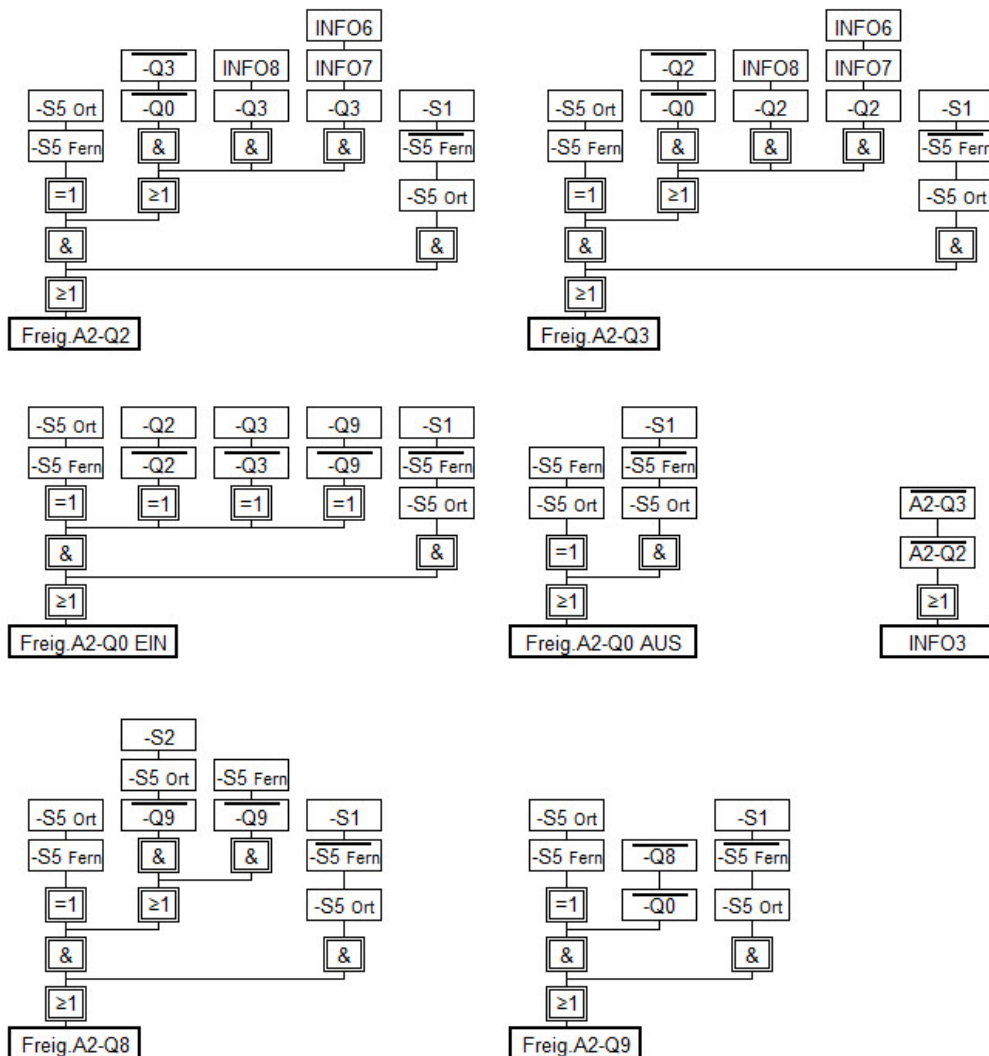 INFO6
-Q3 INFO8 INFO7
-S5 Ort -Q0 -Q3 -Q3 -S1
-S5 Fern & & & -S5 Fern
=1 ≥1 -S5 Ort
& &
≥1
Freig.A2-Q2
INFO6
-Q2 INFO8 INFO7
-S5 Ort -Q0 -Q2 -Q2 -S1
-S5 Fern & & & -S5 Fern
=1 ≥1 -S5 Ort
& &
≥1
Freig.A2-Q3
-S5 Ort -Q2 -Q3 -Q9 -S1
-S5 Fern -Q2 -Q3 -Q9 -S5 Fern
=1 =1 =1 =1 -S5 Ort
& &
≥1
Freig.A2-Q0 EIN
-S1
-S5 Fern -S5 Fern
-S5 Ort -S5 Ort
=1 &
≥1
Freig.A2-Q0 AUS
A2-Q3
A2-Q2
≥1
INFO3
-S2
-S5 Ort -S5 Fern
-S5 Ort -Q9 -Q9 -S1
-S5 Fern & & -S5 Fern
=1 ≥1 -S5 Ort
& &
≥1
Freig.A2-Q8
-S5 Ort -S1
-S5 Fern -Q8 -S5 Fern
=1 -Q0 -S5 Ort
& &
≥1
Freig.A2-Q9